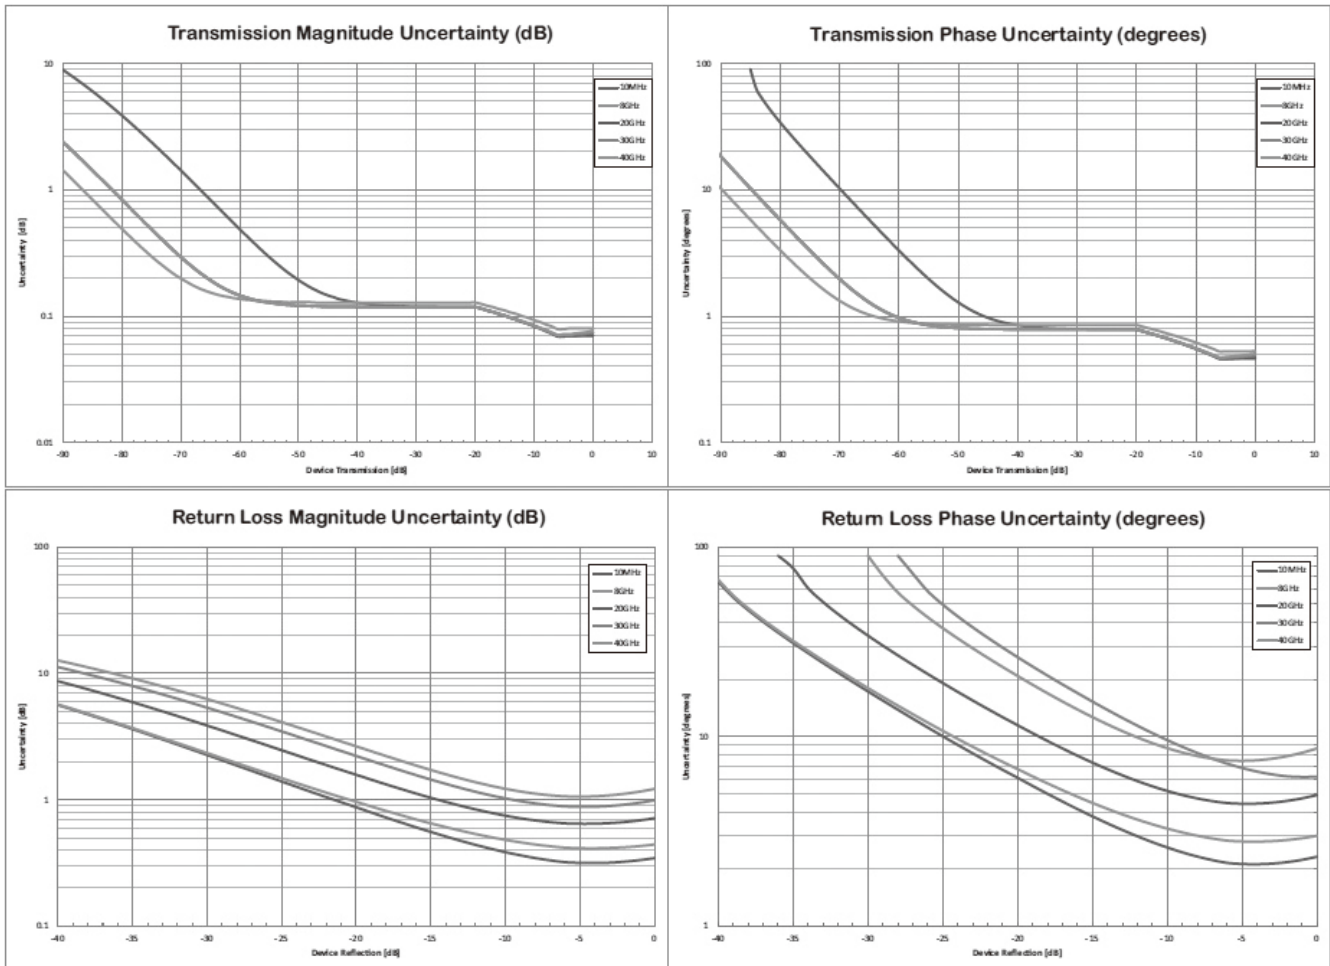 Transmission Magnitude Uncertainty (dB)
10
1
0.1
0.01
Uncertainty [dB]
-90 -80 -70 -60 -50 -40 -30 -20 -10 0 10
Device Transmission [dB]
10MHz
8GHz
20GHz
30GHz
40GHz
Transmission Phase Uncertainty (degrees)
100
10
1
0.1
Uncertainty [degrees]
-90 -80 -70 -60 -50 -40 -30 -20 -10 0 10
Device Transmission [dB]
10MHz
8GHz
20GHz
30GHz
40GHz
Return Loss Magnitude Uncertainty (dB)
100
10
1
0.1
Uncertainty [dB]
-40 -35 -30 -25 -20 -15 -10 -5 0
Device Reflection [dB]
10MHz
8GHz
20GHz
30GHz
40GHz
Return Loss Phase Uncertainty (degrees)
100
10
1
Uncertainty [degrees]
-40 -35 -30 -25 -20 -15 -10 -5 0
Device Reflection [dB]
10MHz
8GHz
20GHz
30GHz
40GHz